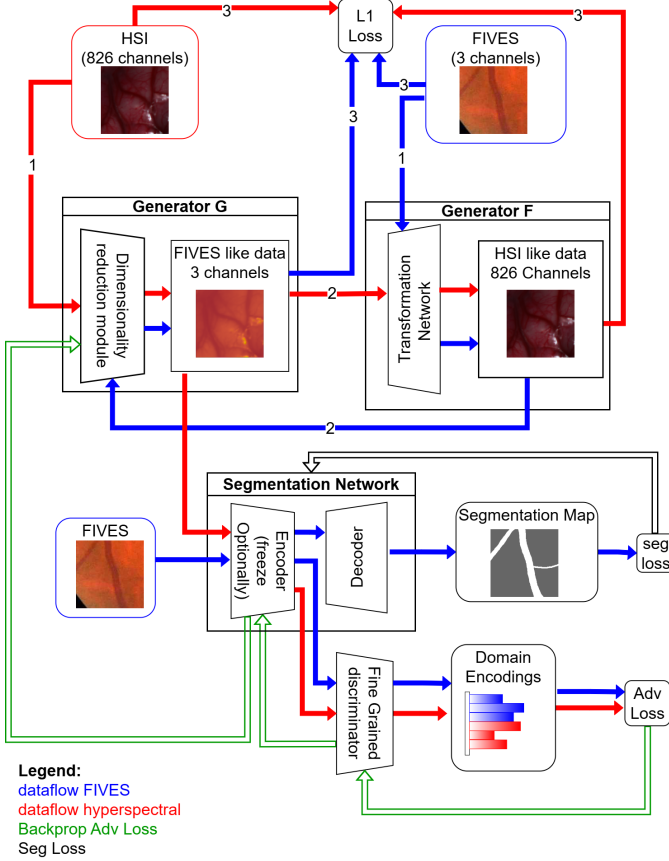 3
L1
Loss
3
HSI
(826 channels)
FIVES
(3 channels)
3
3
1
1
Generator G
Generator F
Dimensionality
reduction module
FIVES like data
3 channels
2
Transformation
Network
HSI like data
826 Channels
2
Segmentation Network
FIVES
Encoder
(freeze
Optionally)
Decoder
Segmentation Map
seg
loss
Fine Grained
discriminator
Domain
Encodings
Adv
Loss
Legend:
dataflow FIVES
dataflow hyperspectral
Backprop Adv Loss
Seg Loss